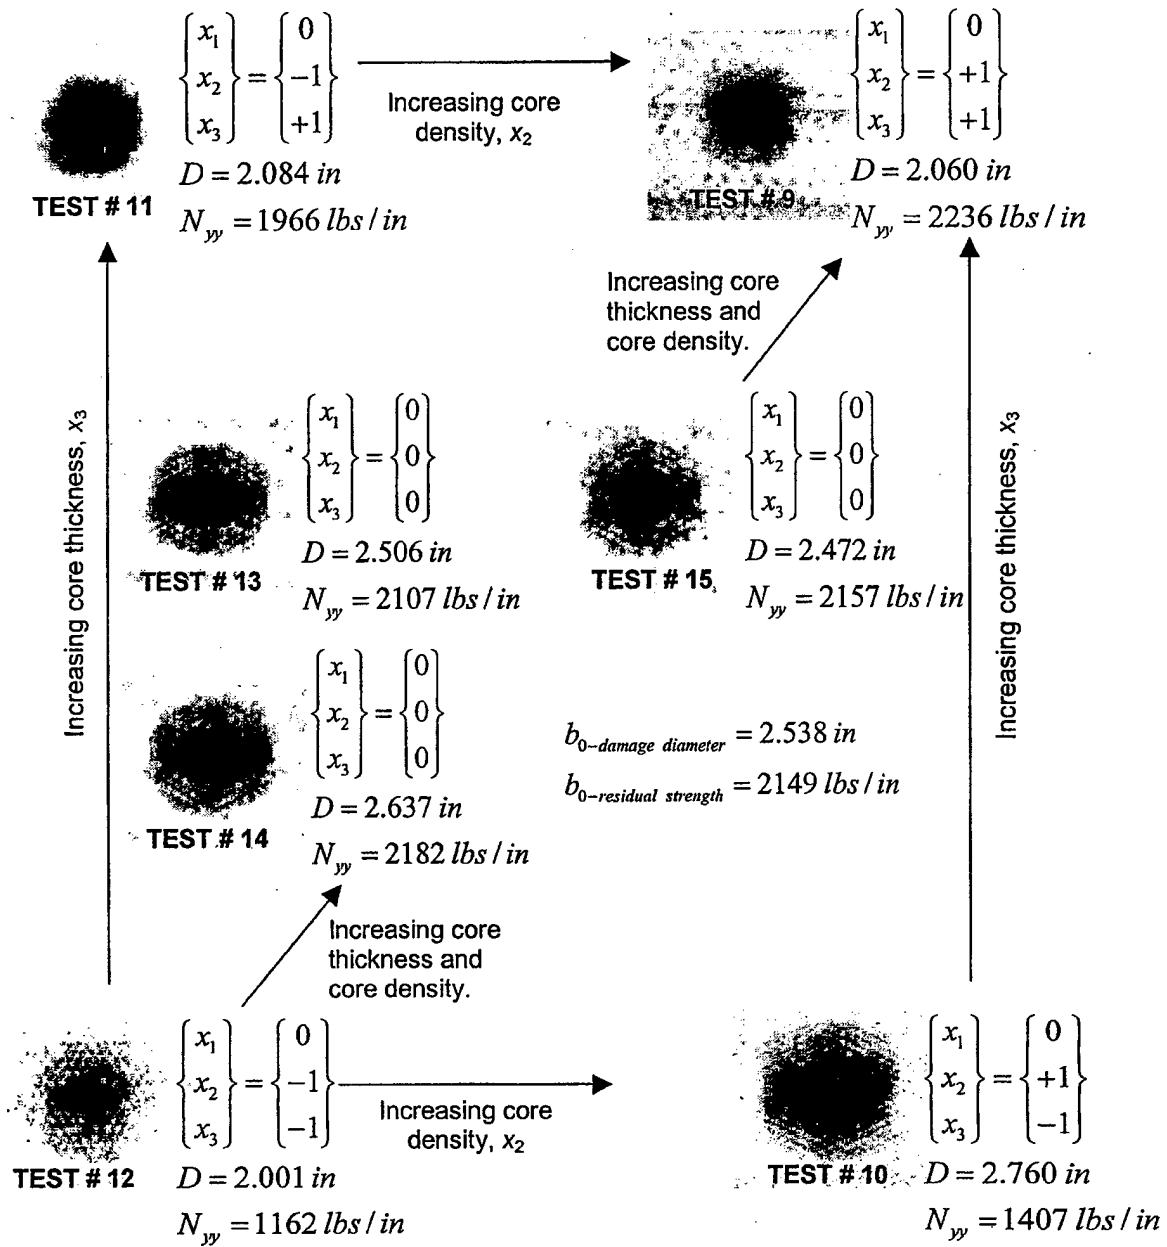 {x₁ x₂ x₃} = {0 −1 +1}
D = 2.084 in
TEST # 11
N_yy = 1966 lbs / in
Increasing core
density, x₂
{x₁ x₂ x₃} = {0 +1 +1}
D = 2.060 in
TEST # 9
N_yy = 2236 lbs / in
Increasing core
thickness and
core density.
Increasing core thickness, x₃
{x₁ x₂ x₃} = {0 0 0}
D = 2.506 in
TEST # 13
N_yy = 2107 lbs / in
{x₁ x₂ x₃} = {0 0 0}
D = 2.472 in
TEST # 15
N_yy = 2157 lbs / in
Increasing core thickness, x₃
{x₁ x₂ x₃} = {0 0 0}
D = 2.637 in
TEST # 14
N_yy = 2182 lbs / in
b₀₋damage diameter = 2.538 in
b₀₋residual strength = 2149 lbs / in
Increasing core
thickness and
core density.
{x₁ x₂ x₃} = {0 −1 −1}
TEST # 12
D = 2.001 in
N_yy = 1162 lbs / in
Increasing core
density, x₂
{x₁ x₂ x₃} = {0 +1 −1}
TEST # 10
D = 2.760 in
N_yy = 1407 lbs / in